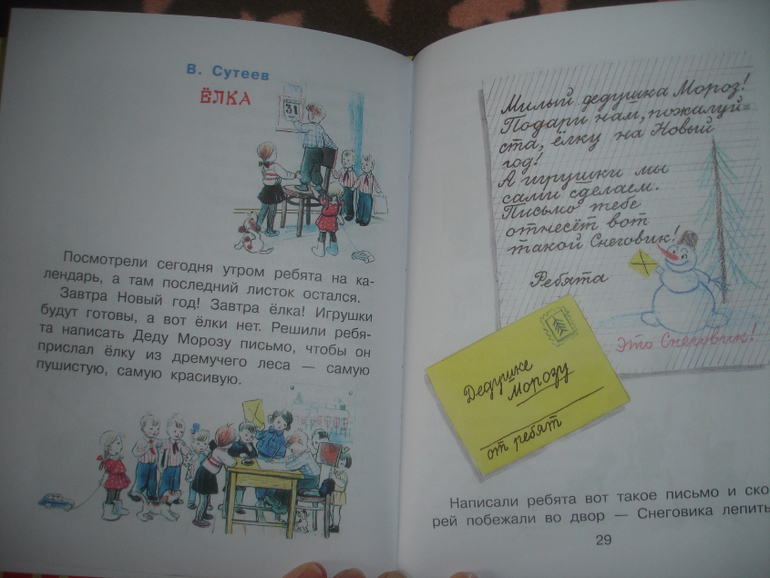 В. Сутеев
ЁЛКА
31
Посмотрели сегодня утром ребята на ка-
лендарь, а там последний листок остался.
Завтра Новый год! Завтра ёлка! Игрушки
будут готовы, а вот ёлки нет. Решили ребя-
та написать Деду Морозу письмо, чтобы он
прислал ёлку из дремучего леса — самую
пушистую, самую красивую.
Милый дедушка Мороз!
Подари нам, пожалуй-
ста, ёлку на Новый
год!
А игрушки мы
сами сделаем.
Письмо тебе
отнесёт вот
такой Снеговик!
Ребята
Это Снеговик!
Дедушке
Морозу
от ребят
Написали ребята вот такое письмо и ско-
рей побежали во двор — Снеговика лепить
29